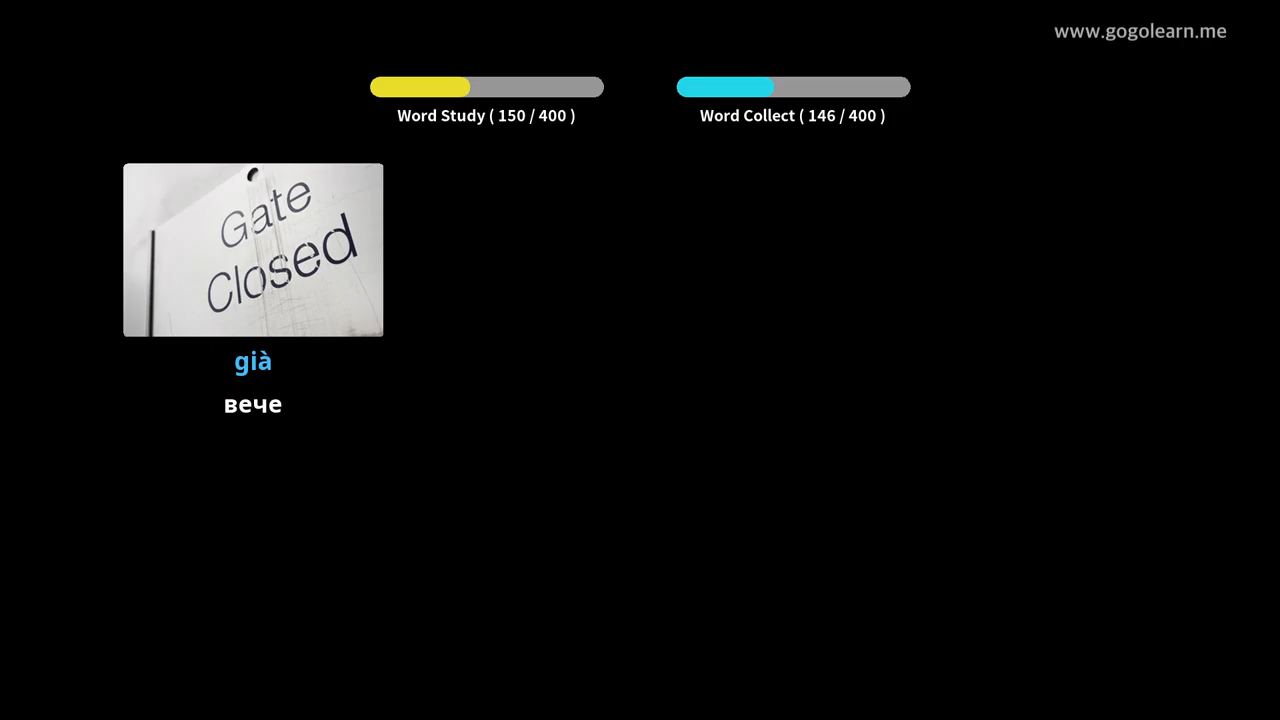 www.gogolearn.me
Word Study ( 150 / 400 )
Word Collect ( 146 / 400 )
Gate
Closed
già
вече